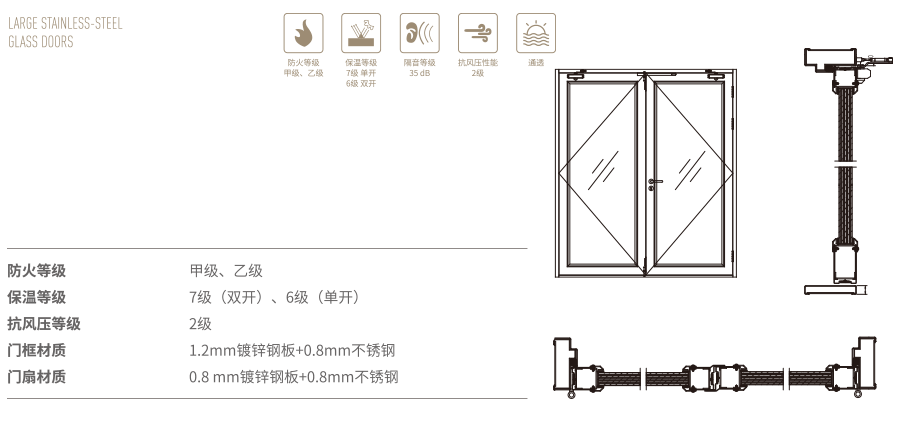 LARGE STAINLESS-STEEL
GLASS DOORS
防火等级
甲级、乙级
保温等级
7级 单开
6级 双开
隔音等级
35 dB
抗风压性能
2级
通透
防火等级 甲级、乙级
保温等级 7级（双开）、6级（单开）
抗风压等级 2级
门框材质 1.2mm镀锌钢板+0.8mm不锈钢
门扇材质 0.8 mm镀锌钢板+0.8mm不锈钢